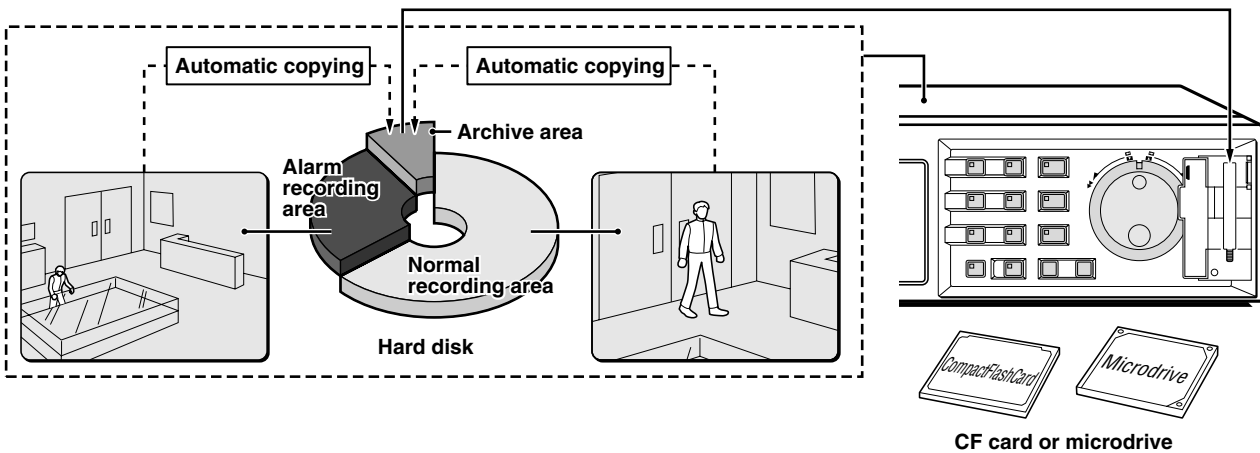 Automatic copying
Automatic copying
Archive area
Alarm
recording
area
Normal
recording area
Hard disk
CompactFlashCard
Microdrive
CF card or microdrive